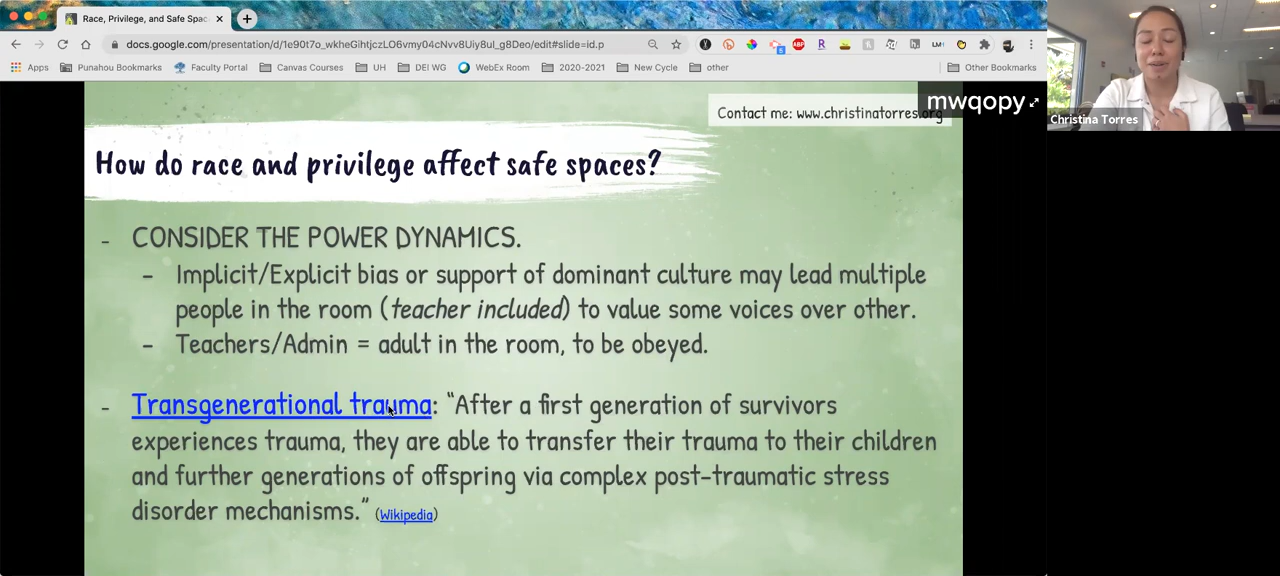 Race, Privilege, and Safe Spac
docs.google.com/presentation/d/1e90t7o_wkheGihtjczLO6vmy04cNvv8Uiy8ul_g8Deo/edit#slide=id.p
Apps Punahou Bookmarks Faculty Portal Canvas Courses UH DEI WG WebEx Room 2020-2021 New Cycle other Other Bookmarks
Contact me: www.christinatorres.org
mwqopy
Christina Torres
How do race and privilege affect safe spaces?
- CONSIDER THE POWER DYNAMICS.
- Implicit/Explicit bias or support of dominant culture may lead multiple
people in the room (teacher included) to value some voices over other.
- Teachers/Admin = adult in the room, to be obeyed.
- Transgenerational trauma: “After a first generation of survivors
experiences trauma, they are able to transfer their trauma to their children
and further generations of offspring via complex post-traumatic stress
disorder mechanisms.” (Wikipedia)